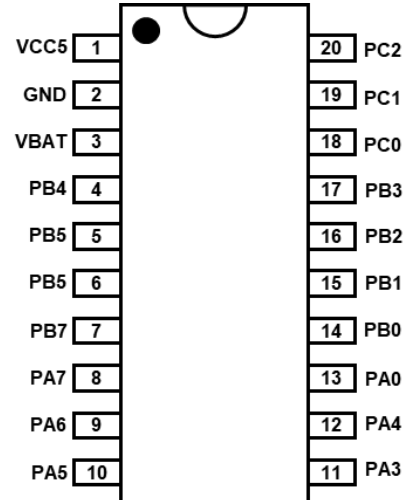 VCC5 1 20 PC2
GND 2 19 PC1
VBAT 3 18 PC0
PB4 4 17 PB3
PB5 5 16 PB2
PB5 6 15 PB1
PB7 7 14 PB0
PA7 8 13 PA0
PA6 9 12 PA4
PA5 10 11 PA3